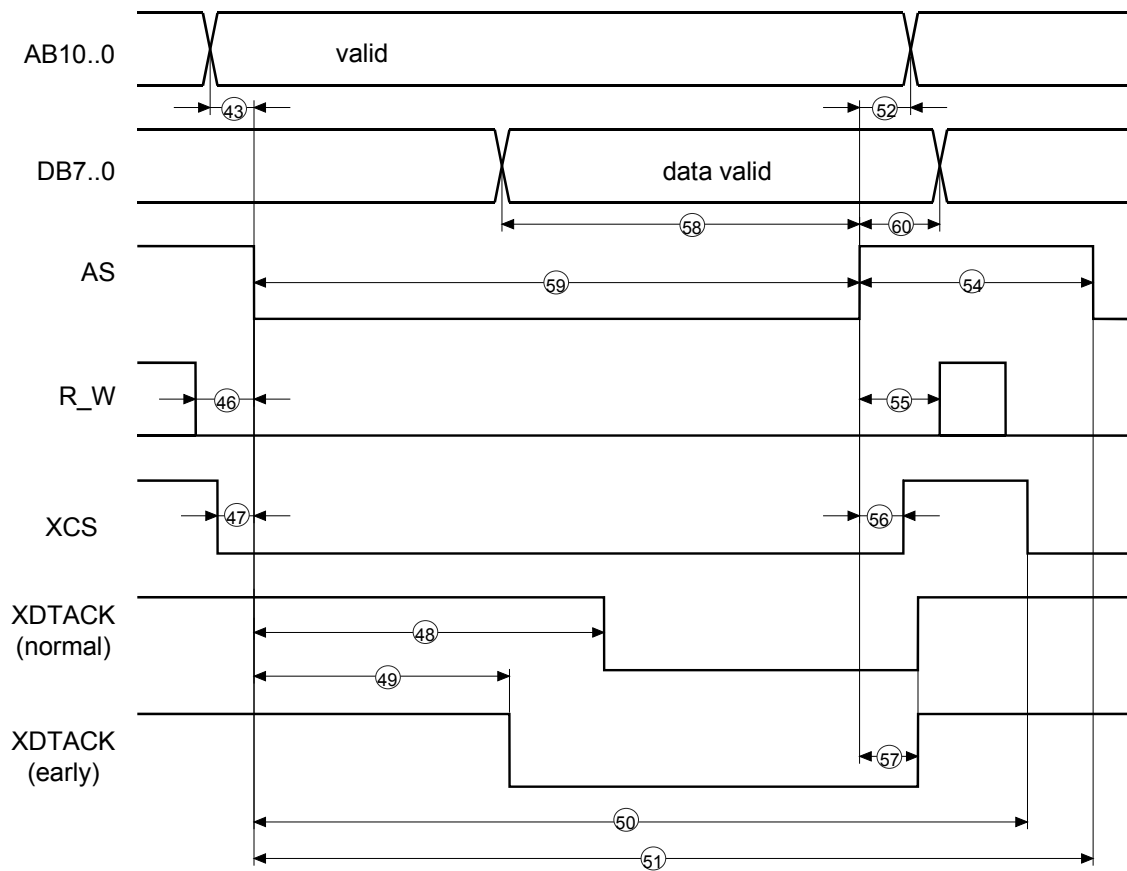 AB10..0
valid
43
52
DB7..0
data valid
58
60
AS
59
54
R_W
46
55
XCS
47
56
XDTACK
(normal)
48
49
XDTACK
(early)
57
50
51